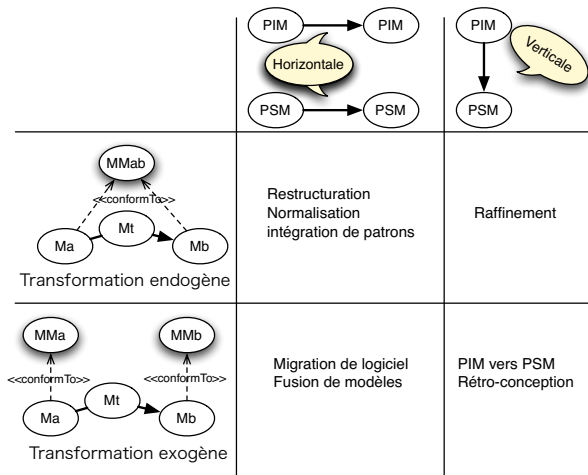 PIM PIM PIM
Horizontale Verticale
PSM PSM PSM
MMab
<<conformTo>>
Mt
Ma Mb
Transformation endogène
Restructuration
Normalisation
intégration de patrons
Raffinement
MMa MMb
<<conformTo>> <<conformTo>>
Mt
Ma Mb
Transformation exogène
Migration de logiciel
Fusion de modèles
PIM vers PSM
Rétro-conception